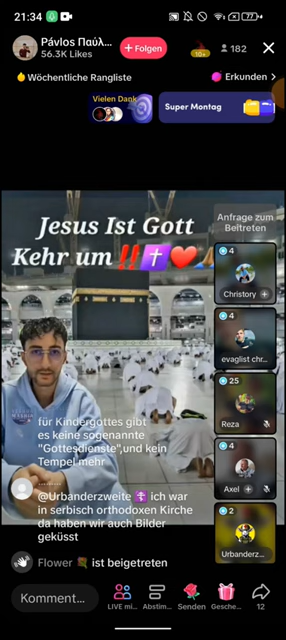 21:34
77
Pávlos Παύλ...
56.3K Likes
+ Folgen
10+
182
Wöchentliche Rangliste
Erkunden >
Vielen Dank
Super Montag
Anfrage zum
Beitreten
Jesus Ist Gott
Kehr um‼️✝️❤️🙏
4
Christory +
4
evaglist chr...
25
Reza
4
Axel +
2
Urbanderz...
für Kindergottes gibt
es keine sogenannte
"Gottesdienste",und kein
Tempel mehr
@Urbanderzweite ☦️ ich war
in serbisch orthodoxen Kirche
da haben wir auch Bilder
geküsst
Flower 💐 ist beigetreten
Komment...
LIVE mi...
Abstim...
Senden
Gesche...
12